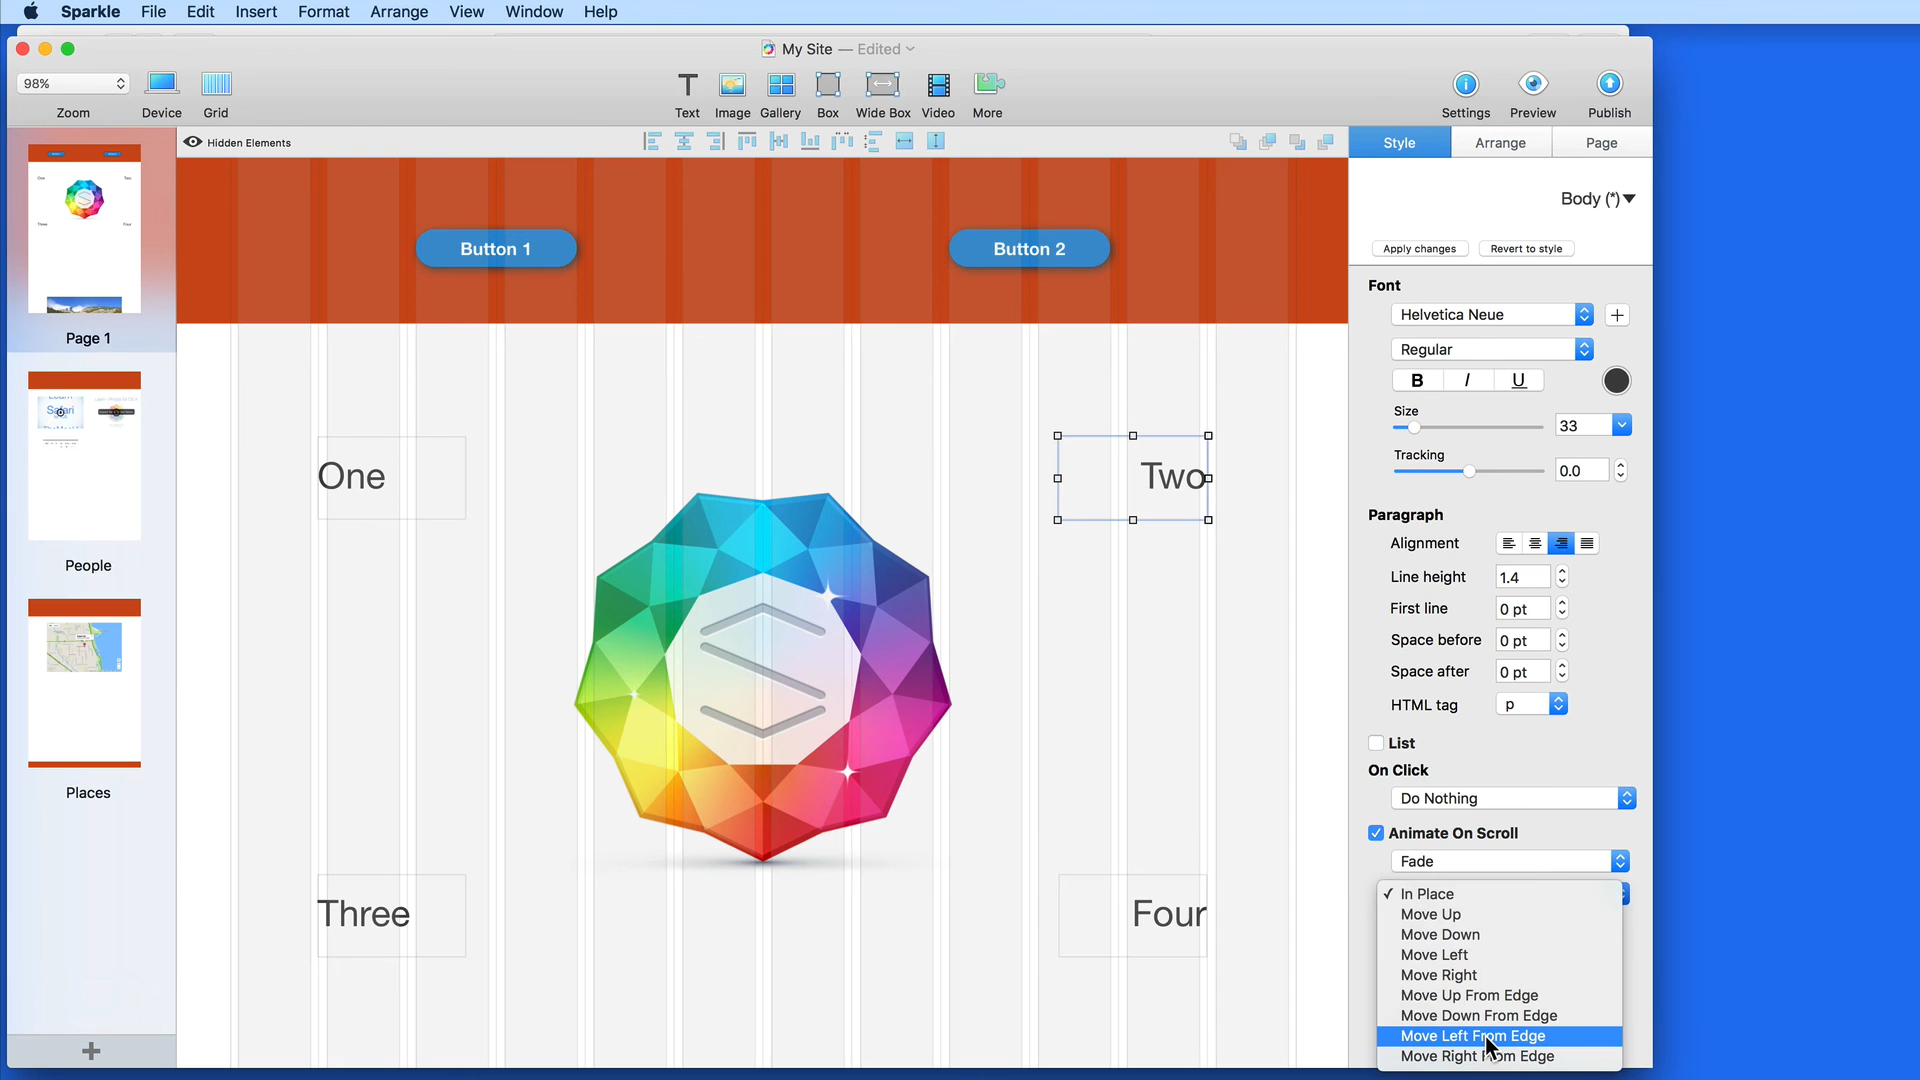 Sparkle File Edit Insert Format Arrange View Window Help
My Site — Edited
98%
Zoom Device Grid Text Image Gallery Box Wide Box Video More Settings Preview Publish
Hidden Elements
Style Arrange Page
Body (*)
Apply changes Revert to style
Button 1 Button 2
One Two
Three Four
Page 1
People
Places
Font
Helvetica Neue
Regular
B I U
Size
33
Tracking
0.0
Paragraph
Alignment
Line height 1.4
First line 0 pt
Space before 0 pt
Space after 0 pt
HTML tag p
List
On Click
Do Nothing
Animate On Scroll
Fade
In Place
Move Up
Move Down
Move Left
Move Right
Move Up From Edge
Move Down From Edge
Move Left From Edge
Move Right From Edge